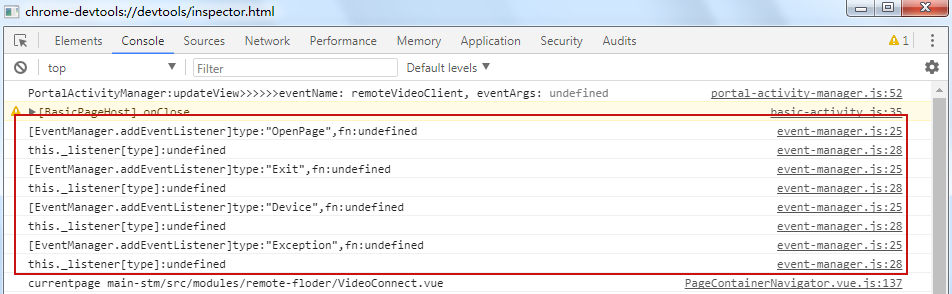 chrome-devtools://devtools/inspector.html
Elements Console Sources Network Performance Memory Application Security Audits 1
top Filter Default levels
PortalActivityManager:updateView>>>>>>eventName: remoteVideoClient, eventArgs: undefined portal-activity-manager.js:52
[BasicPageHost] onClose basic-activity.js:35
[EventManager.addEventListener]type:"OpenPage",fn:undefined event-manager.js:25
this._listener[type]:undefined event-manager.js:28
[EventManager.addEventListener]type:"Exit",fn:undefined event-manager.js:25
this._listener[type]:undefined event-manager.js:28
[EventManager.addEventListener]type:"Device",fn:undefined event-manager.js:25
this._listener[type]:undefined event-manager.js:28
[EventManager.addEventListener]type:"Exception",fn:undefined event-manager.js:25
this._listener[type]:undefined event-manager.js:28
currentpage main-stm/src/modules/remote-floder/VideoConnect.vue PageContainerNavigator.vue.js:137